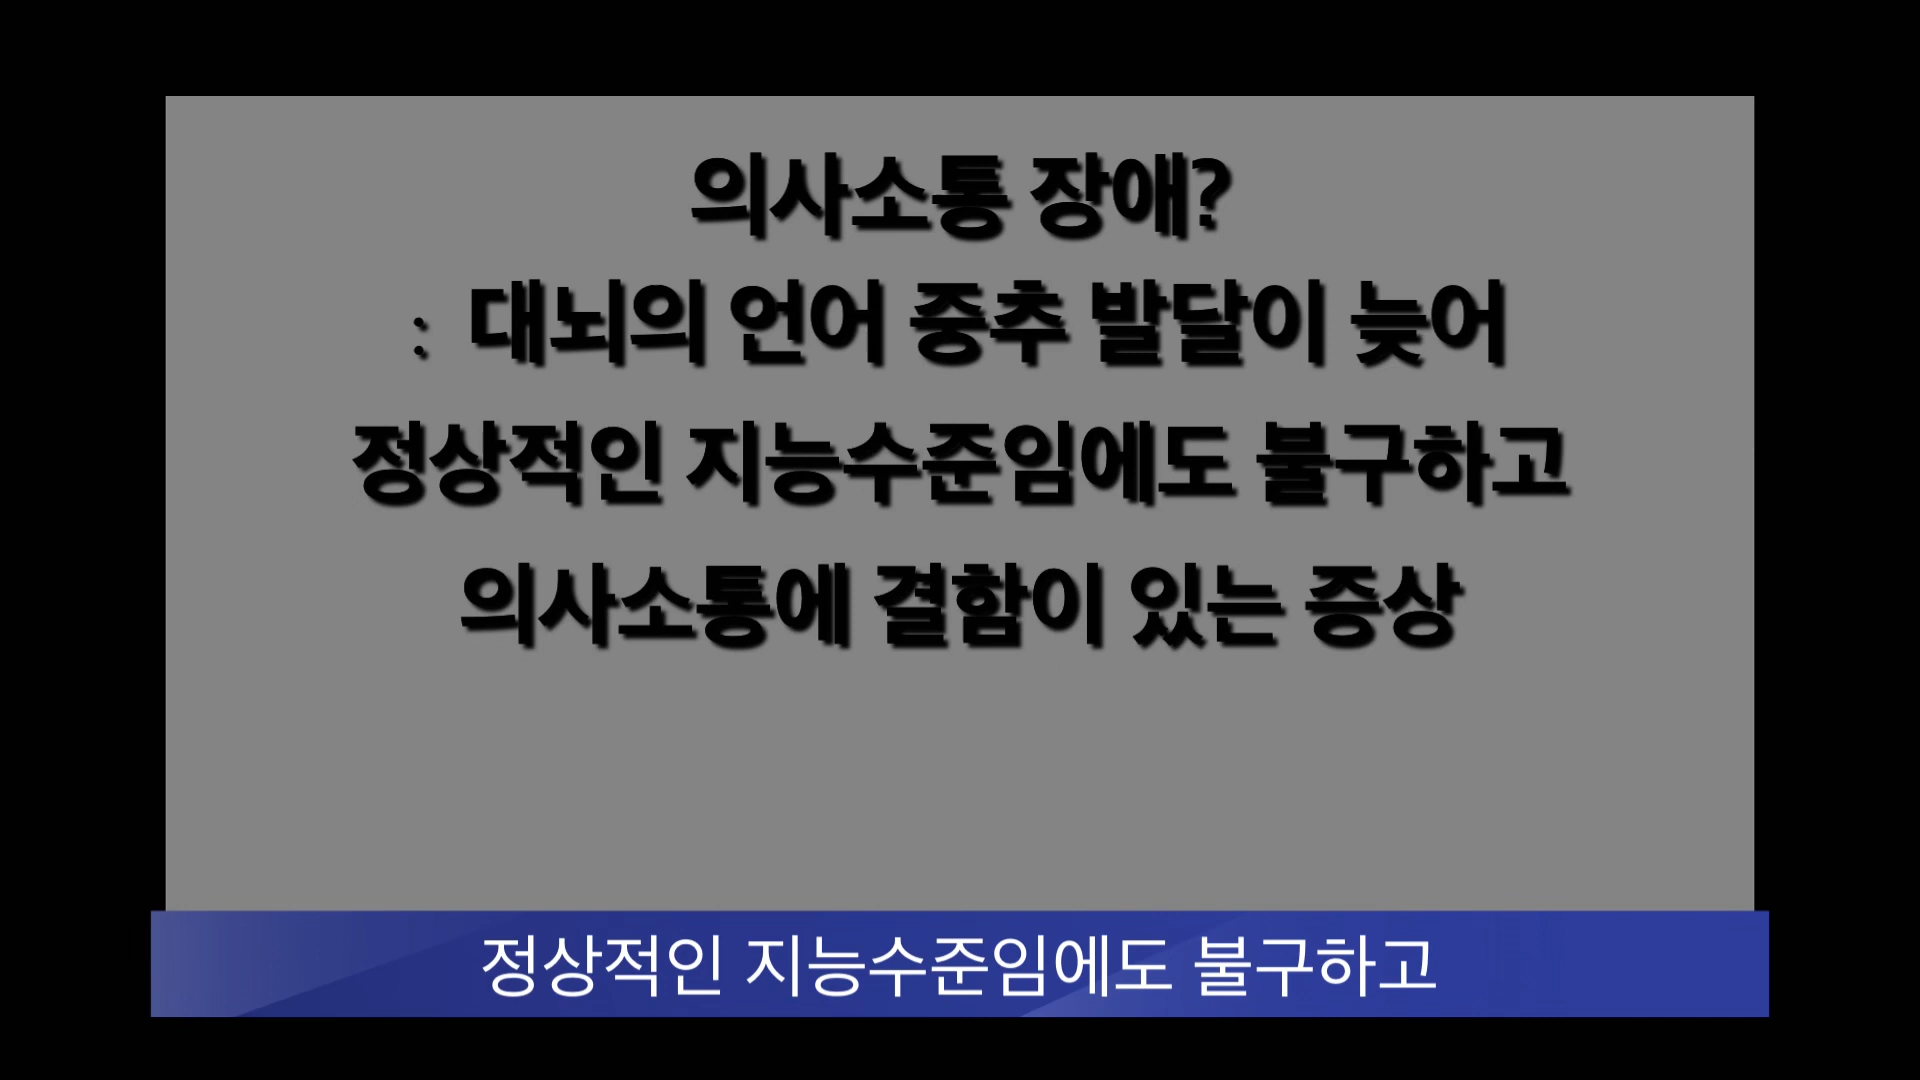 의사소통 장애?
: 대뇌의 언어 중추 발달이 늦어
정상적인 지능수준임에도 불구하고
의사소통에 결함이 있는 증상
정상적인 지능수준임에도 불구하고